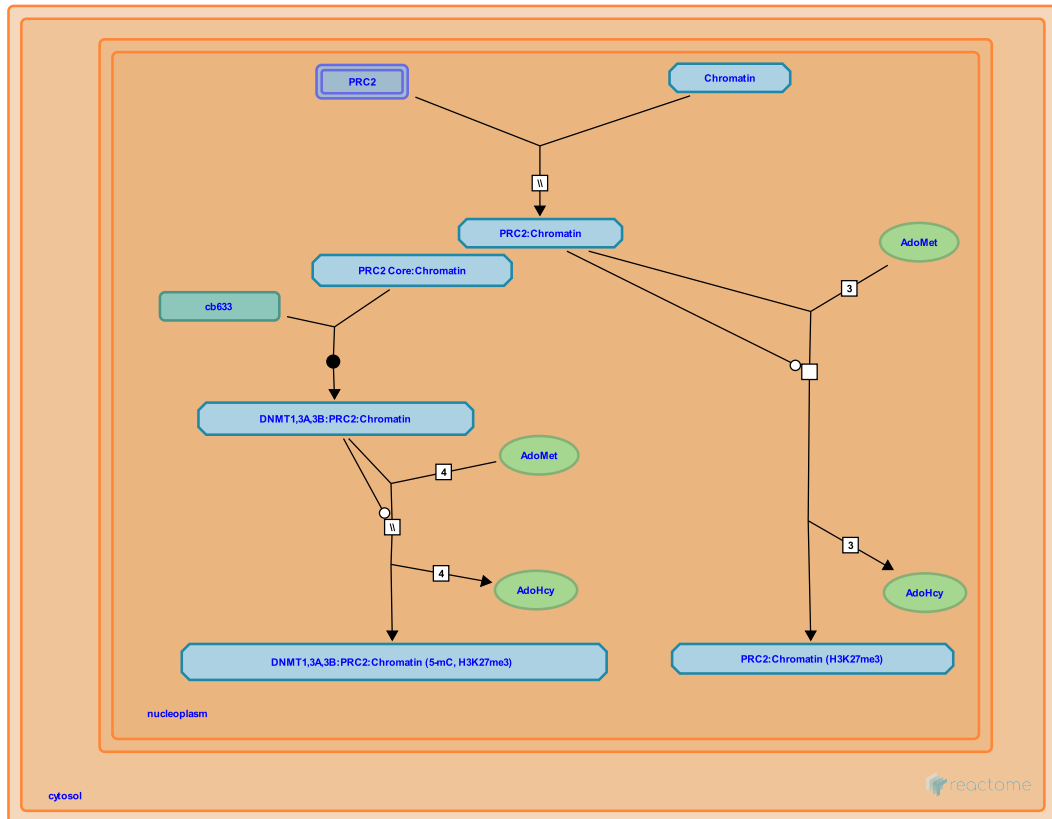 PRC2
Chromatin
\\
PRC2:Chromatin
AdoMet
PRC2 Core:Chromatin
3
cb633
DNMT1,3A,3B:PRC2:Chromatin
AdoMet
4
\\
3
4
AdoHcy
AdoHcy
DNMT1,3A,3B:PRC2:Chromatin (5-mC, H3K27me3)
PRC2:Chromatin (H3K27me3)
nucleoplasm
reactome
cytosol